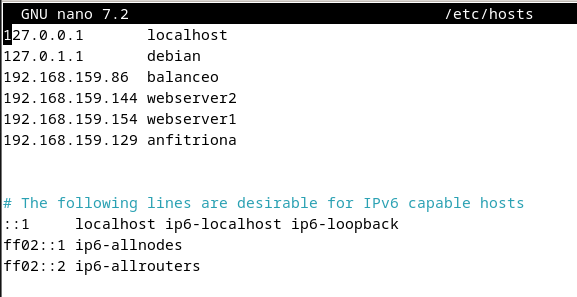 GNU nano 7.2 /etc/hosts
127.0.0.1 localhost
127.0.1.1 debian
192.168.159.86 balanceo
192.168.159.144 webserver2
192.168.159.154 webserver1
192.168.159.129 anfitriona
# The following lines are desirable for IPv6 capable hosts
::1 localhost ip6-localhost ip6-loopback
ff02::1 ip6-allnodes
ff02::2 ip6-allrouters